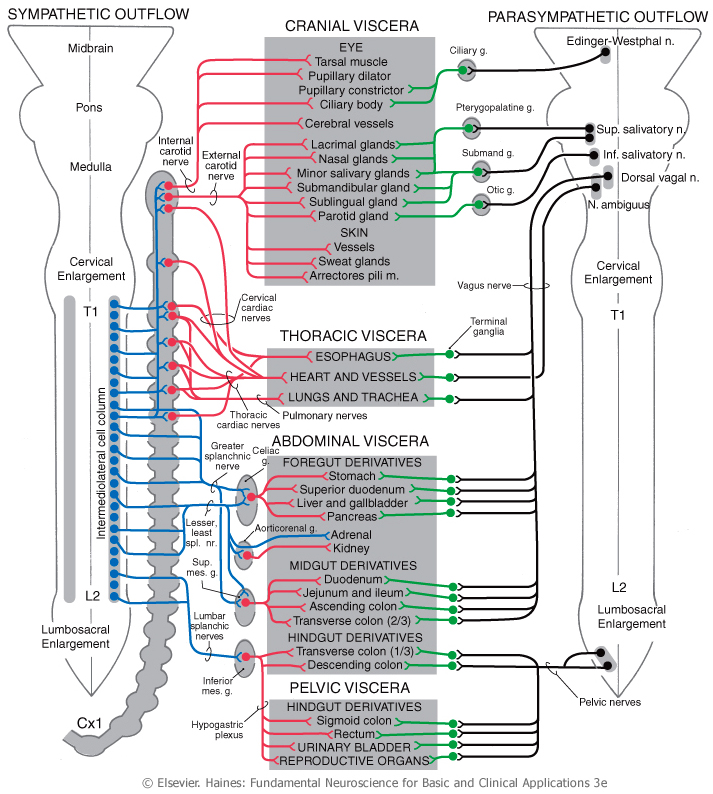 SYMPATHETIC OUTFLOW
CRANIAL VISCERA
PARASYMPATHETIC OUTFLOW
Midbrain
Pons
Medulla
Internal
carotid
nerve
External
carotid
nerve
Cervical
Enlargement
T1
Intermediolateral cell column
L2
Lumbosacral
Enlargement
Cx1
EYE
Tarsal muscle
Pupillary dilator
Pupillary constrictor
Ciliary body
Cerebral vessels
Lacrimal glands
Nasal glands
Minor salivary glands
Submandibular gland
Sublingual gland
Parotid gland
SKIN
Vessels
Sweat glands
Arrectores pili m.
Ciliary g.
Pterygopalatine g.
Submand g.
Otic g.
Edinger-Westphal n.
Sup. salivatory n.
Inf. salivatory n.
Dorsal vagal n.
N. ambiguus
Vagus nerve
Cervical
Enlargement
T1
Cervical
cardiac
nerves
THORACIC VISCERA
Terminal
ganglia
ESOPHAGUS
HEART AND VESSELS
LUNGS AND TRACHEA
Thoracic
cardiac nerves
Pulmonary nerves
ABDOMINAL VISCERA
Greater
splanchnic
nerve
Celiac
g.
FOREGUT DERIVATIVES
Stomach
Superior duodenum
Liver and gallbladder
Pancreas
Lesser,
least
spl. nr.
Aorticorenal g.
Adrenal
Kidney
Sup.
mes. g.
MIDGUT DERIVATIVES
Duodenum
Jejunum and ileum
Ascending colon
Transverse colon (2/3)
Lumbar
splanchnic
nerves
HINDGUT DERIVATIVES
Transverse colon (1/3)
Descending colon
Inferior
mes. g.
L2
Lumbosacral
Enlargement
Pelvic nerves
PELVIC VISCERA
Hypogastric
plexus
HINDGUT DERIVATIVES
Sigmoid colon
Rectum
URINARY BLADDER
REPRODUCTIVE ORGANS
© Elsevier. Haines: Fundamental Neuroscience for Basic and Clinical Applications 3e